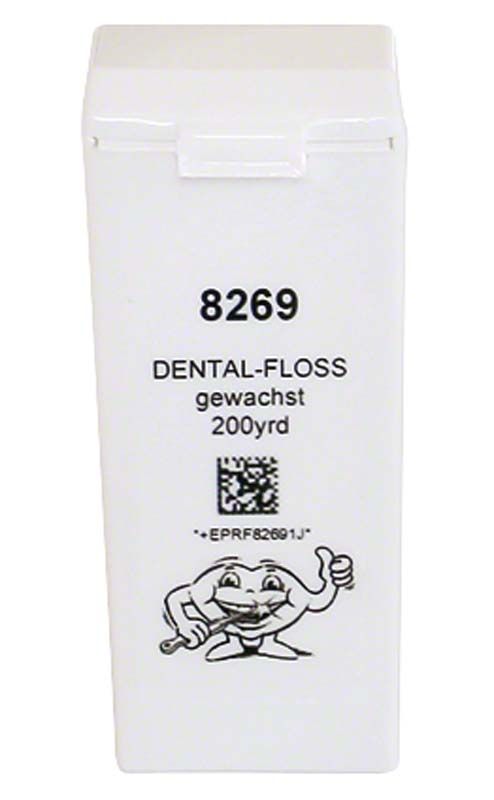 8269
DENTAL-FLOSS
gewachst
200yrd
*+EPRF82691J*